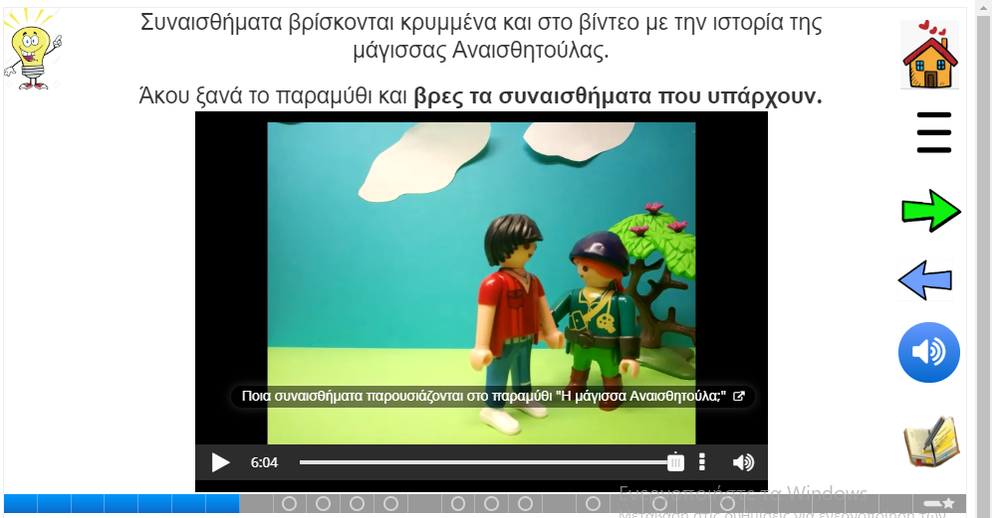 Συναισθήματα βρίσκονται κρυμμένα και στο βίντεο με την ιστορία της
μάγισσας Αναισθητούλας.
Άκου ξανά το παραμύθι και βρες τα συναισθήματα που υπάρχουν.
Ποια συναισθήματα παρουσιάζονται στο παραμύθι "Η μάγισσα Αναισθητούλα;"
6:04
Ενεργοποιήστε τα Windows
Μετάβαση στις ρυθμίσεις για ενεργοποίηση των